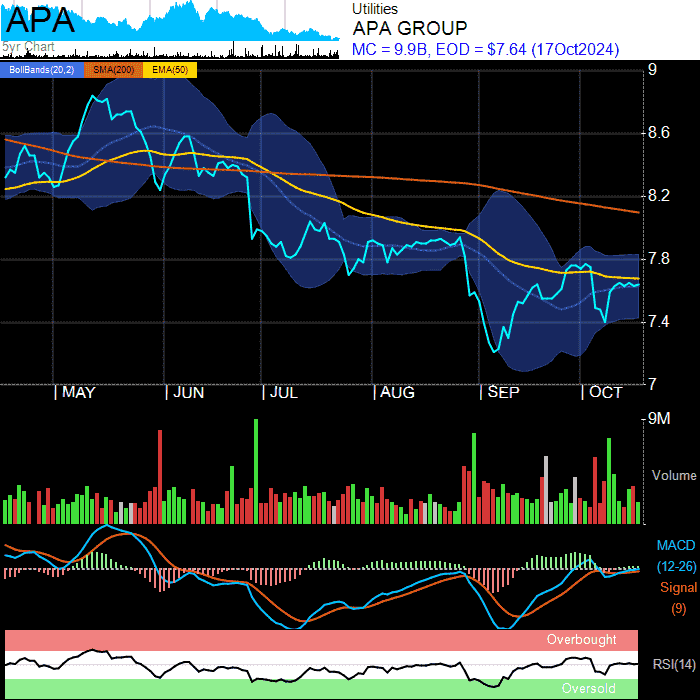 APA
5yr Chart
Utilities
APA GROUP
MC = 9.9B, EOD = $7.64 (17Oct2024)
BollBands(20,2) SMA(200) EMA(50)
9
8.6
8.2
7.8
7.4
7
MAY JUN JUL AUG SEP OCT
9M
Volume
MACD
(12-26)
Signal
(9)
Overbought
RSI(14)
Oversold